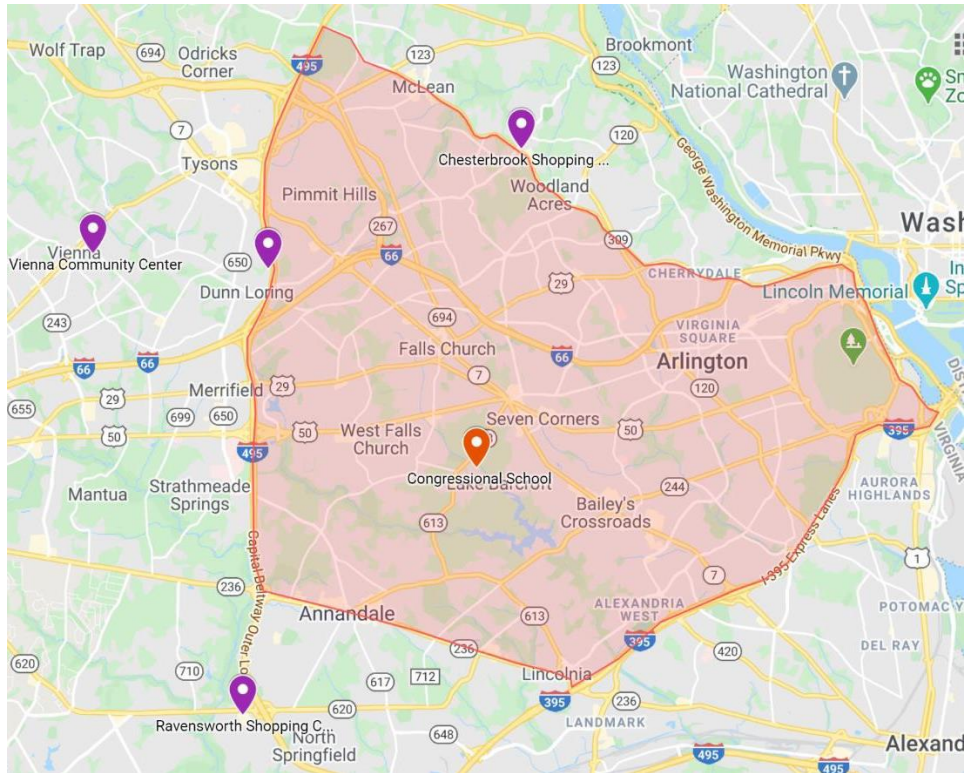 Wolf Trap
694
Odricks
Corner
495
123
McLean
Brookmont
123
Washington
National Cathedral
7
Tysons
Chesterbrook Shopping ...
120
Woodland
Acres
George Washington Memorial Pkwy
Pimmit Hills
267
66
309
CHERRYDALE
29
Vienna
Vienna Community Center
650
Dunn Loring
Lincoln Memorial
243
694
Falls Church
VIRGINIA
SQUARE
Arlington
66
66
66
7
29
Merrifield
29
120
655
699
650
50
50
50
West Falls
Church
Seven Corners
495
Congressional School
Lake Barcroft
395
VIRGINIA
Mantua
Strathmeade
Springs
244
Bailey's
Crossroads
AURORA
HIGHLANDS
613
Capital Beltway Outer Lo
I-395 Express Lanes
1
236
7
Annandale
613
ALEXANDRIA
WEST
POTOMAC Y
395
DEL RAY
236
420
620
710
617
712
Lincolnia
395
236
Ravensworth Shopping C...
620
North
Springfield
648
LANDMARK
Alexand
495
495